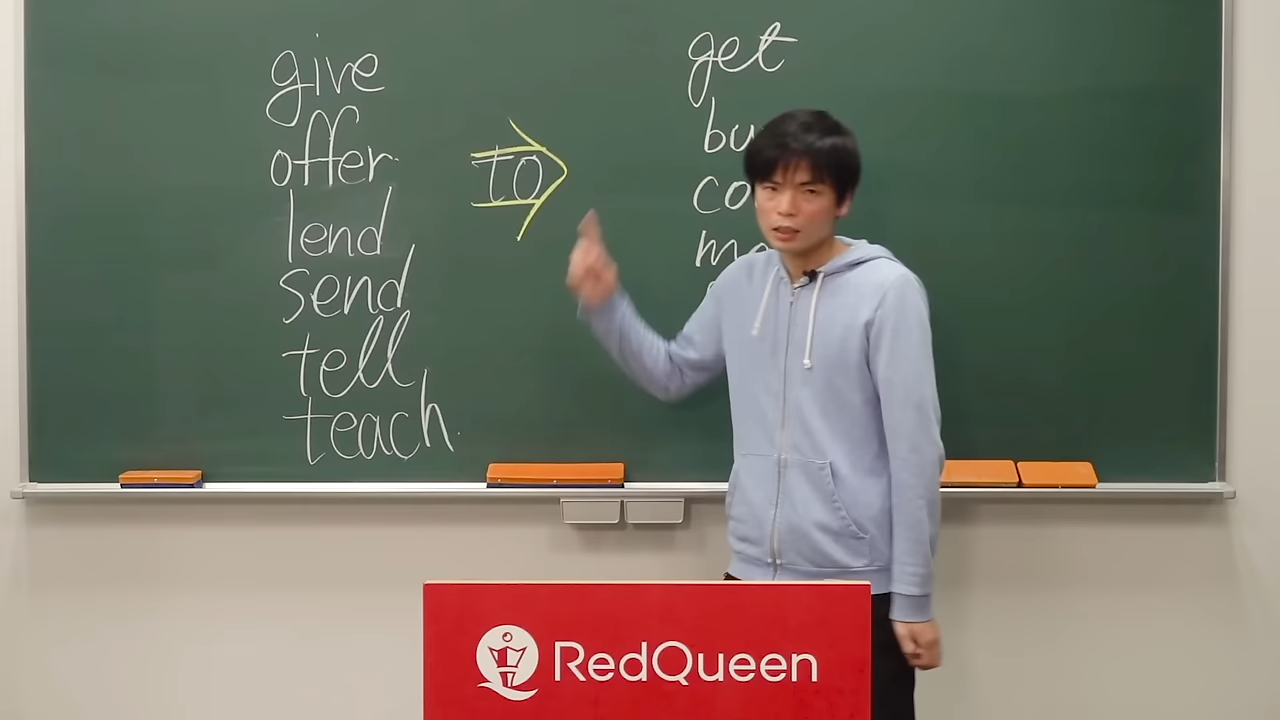 give
offer
lend
send
tell
teach
to
get
RedQueen